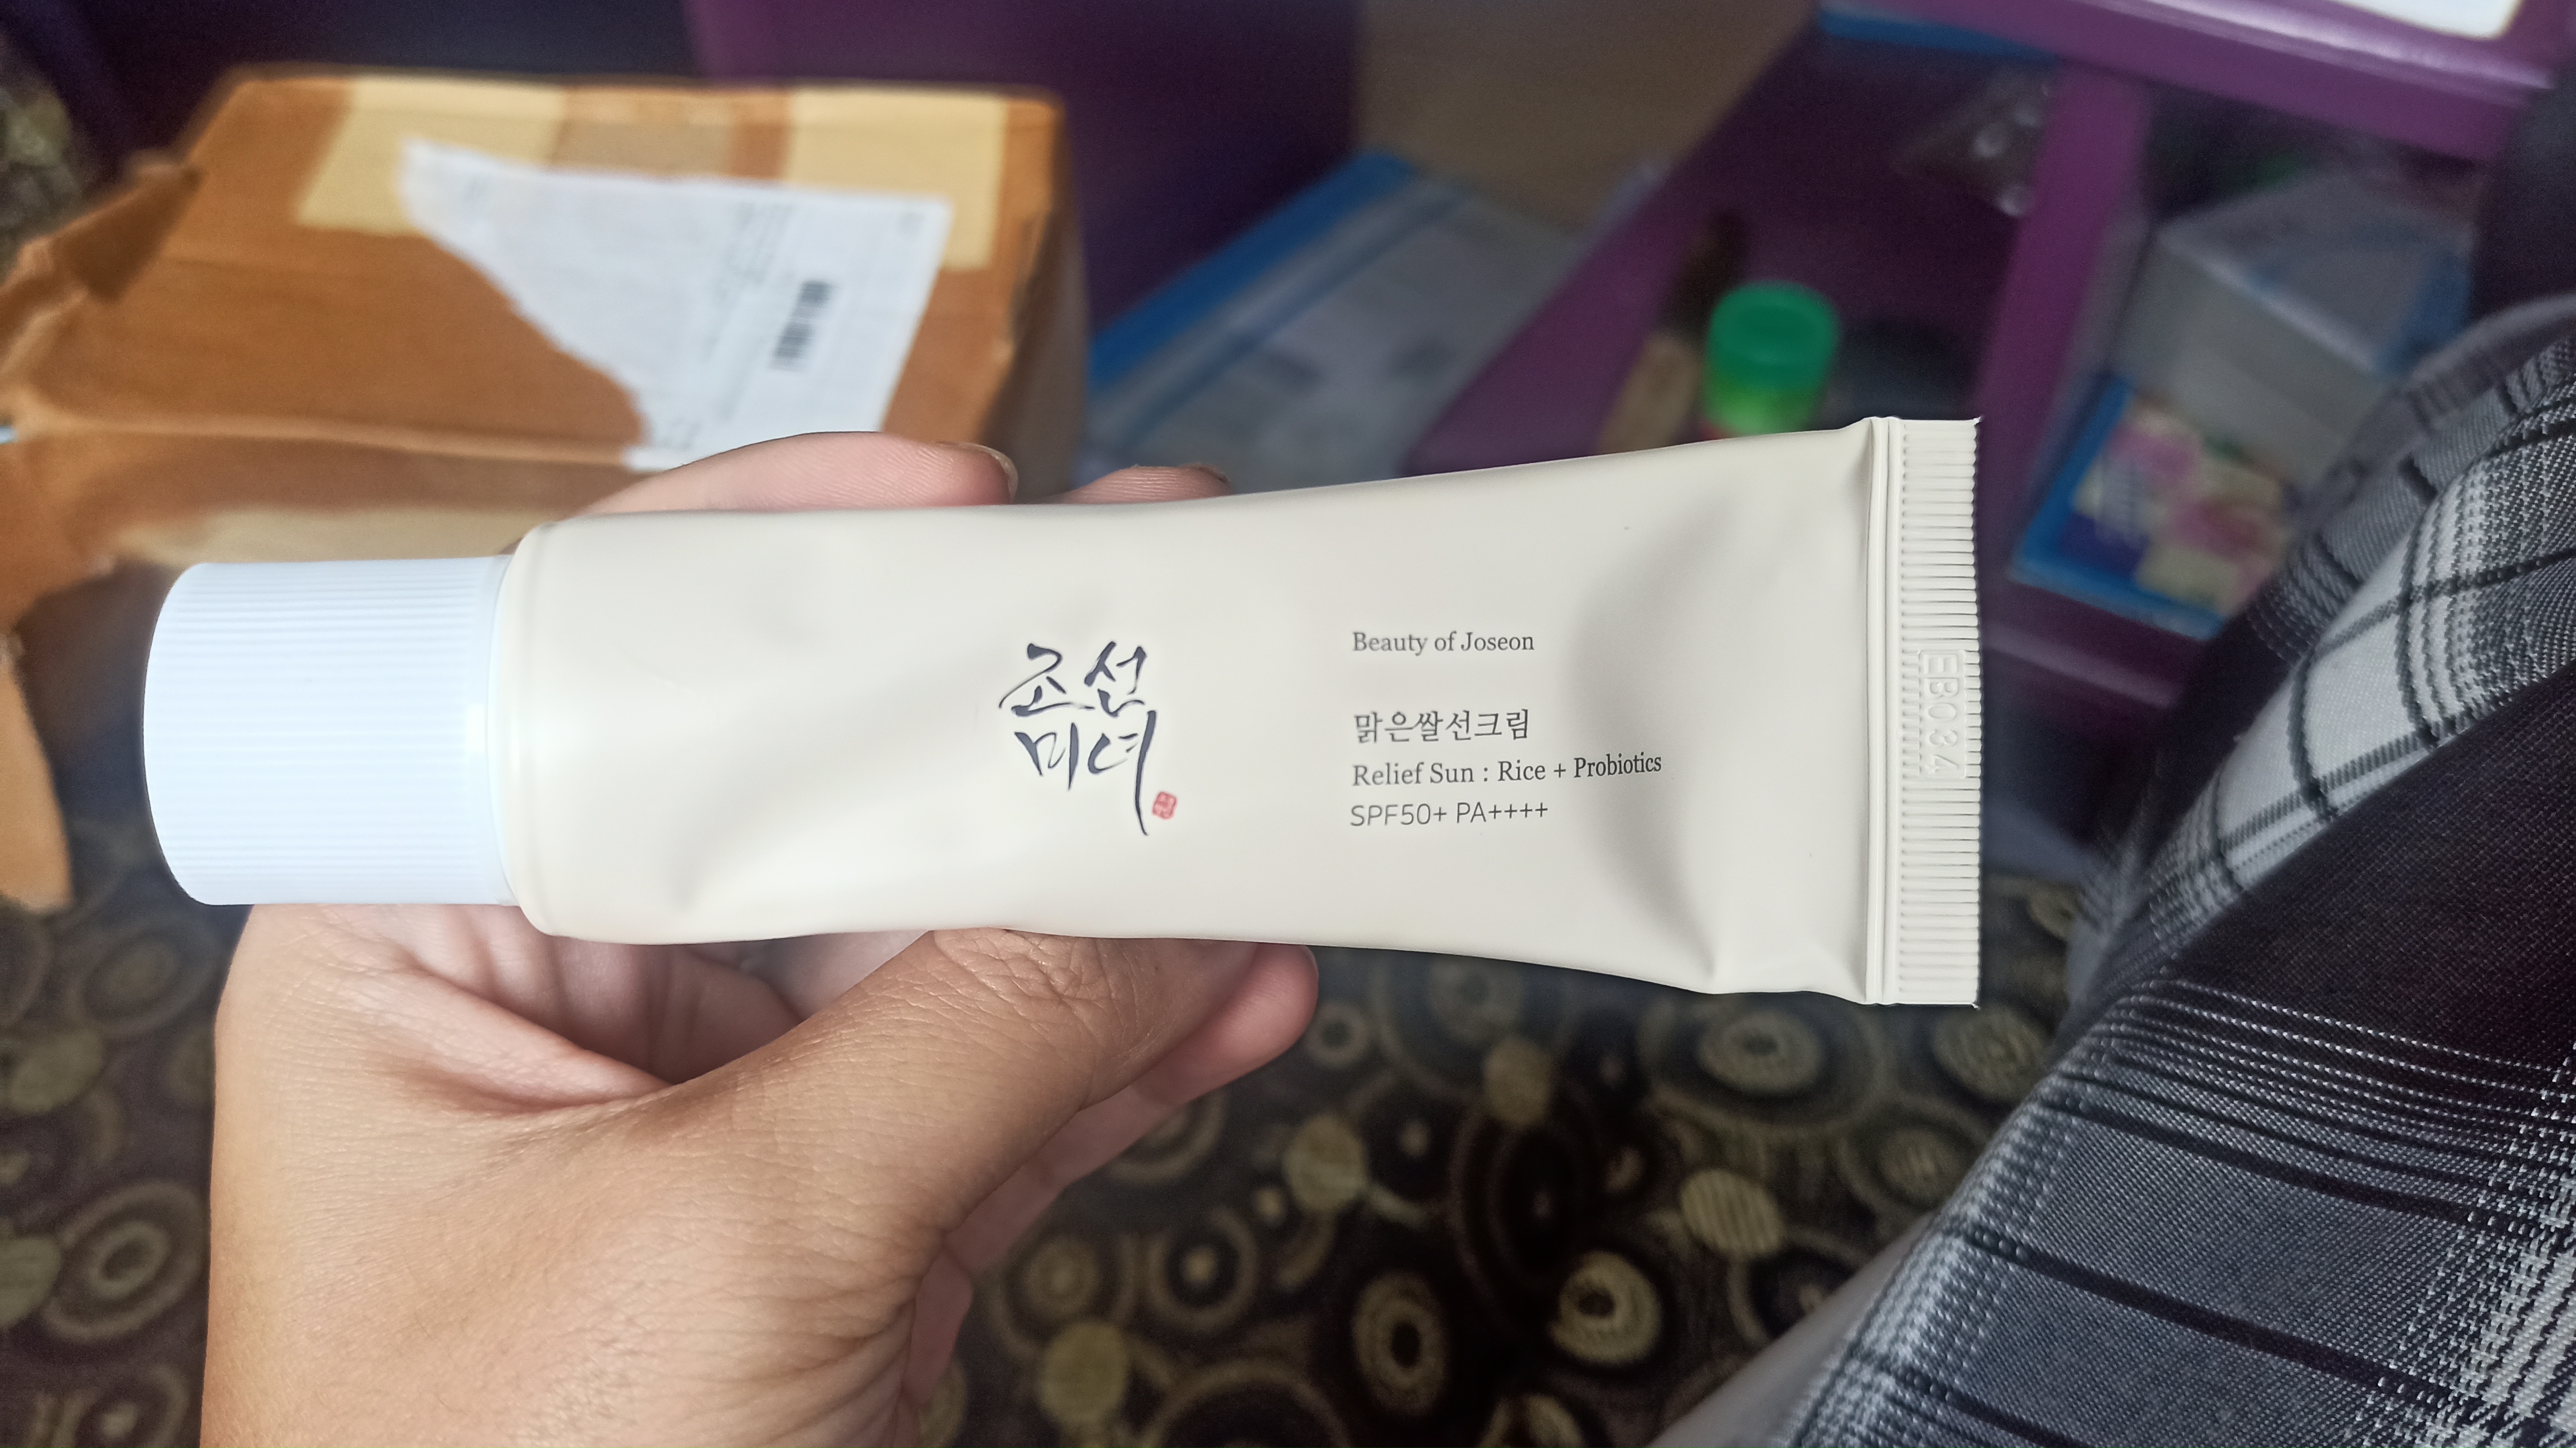 조선
미녀
Beauty of Joseon
맑은쌀선크림
Relief Sun : Rice + Probiotics
SPF50+ PA++++
EB034